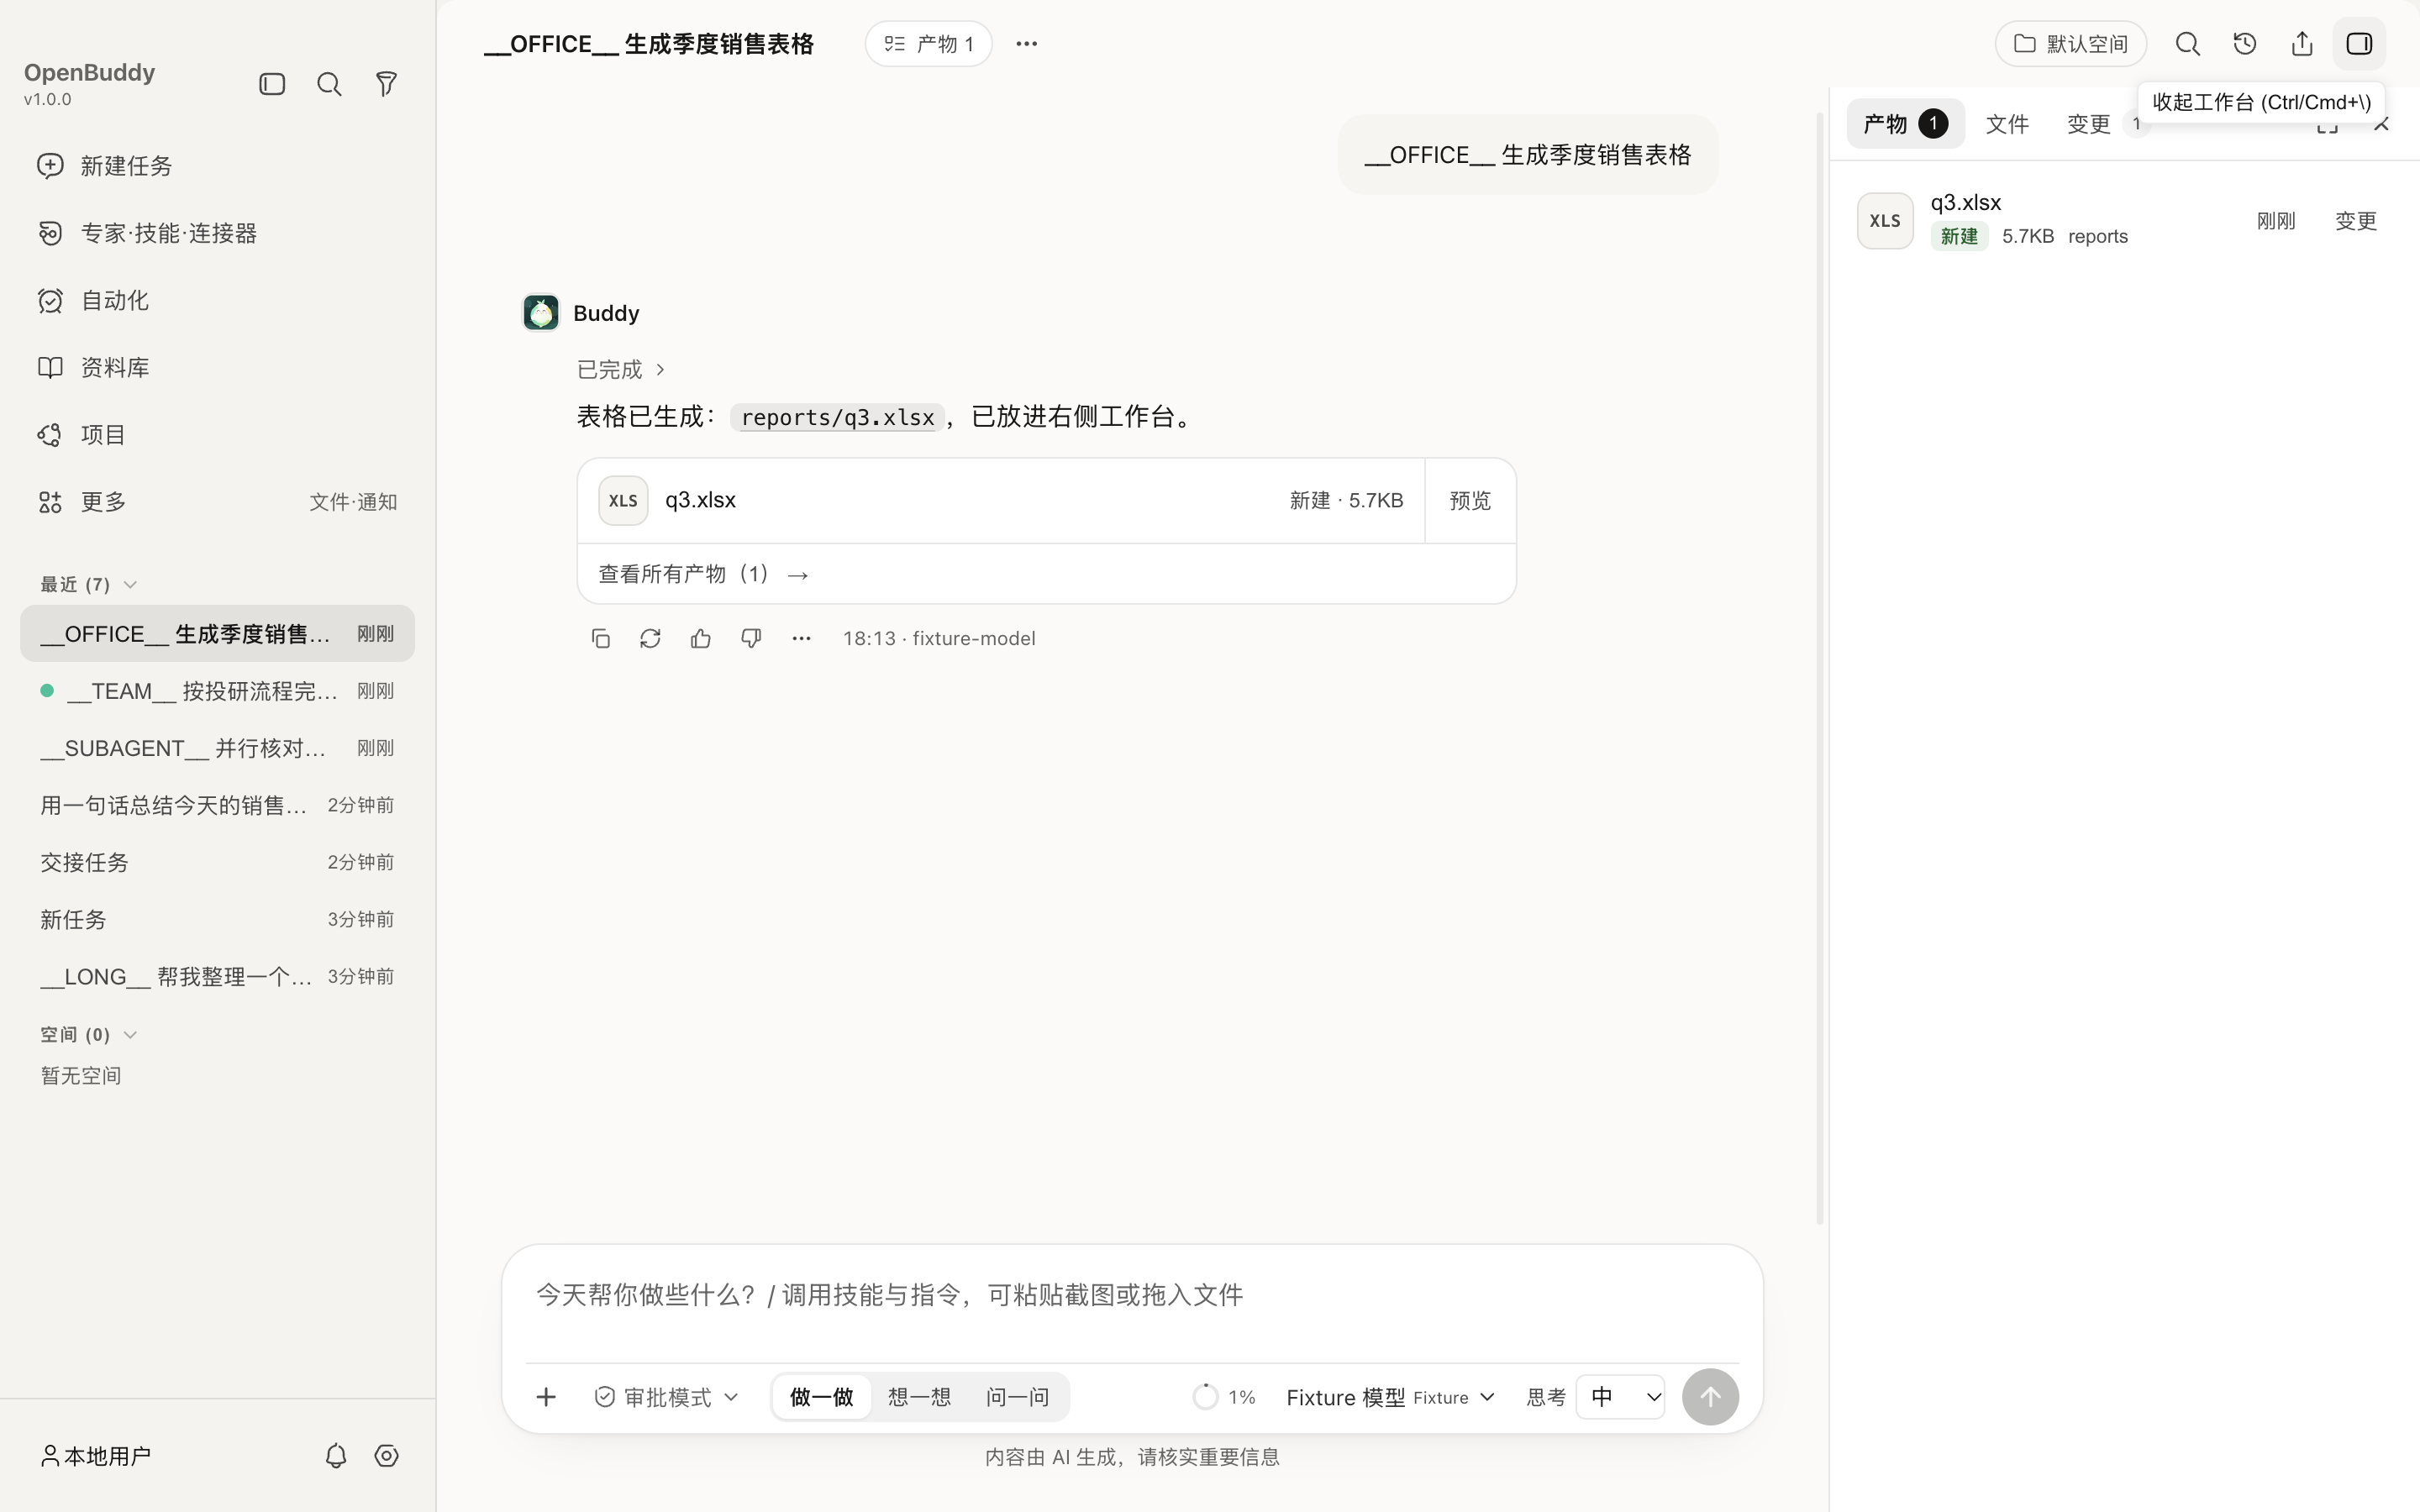 OpenBuddy
v1.0.0
新建任务
专家·技能·连接器
自动化
资料库
项目
更多 文件·通知
最近 (7)
__OFFICE__ 生成季度销售… 刚刚
__TEAM__ 按投研流程完… 刚刚
__SUBAGENT__ 并行核对… 刚刚
用一句话总结今天的销售… 2分钟前
交接任务 2分钟前
新任务 3分钟前
__LONG__ 帮我整理一个… 3分钟前
空间 (0)
暂无空间
本地用户
__OFFICE__ 生成季度销售表格 产物 1
默认空间
__OFFICE__ 生成季度销售表格
Buddy
已完成
表格已生成： reports/q3.xlsx，已放进右侧工作台。
XLS q3.xlsx 新建 · 5.7KB 预览
查看所有产物（1） →
18:13 · fixture-model
今天帮你做些什么？/ 调用技能与指令，可粘贴截图或拖入文件
审批模式 做一做 想一想 问一问 1% Fixture 模型 Fixture 思考 中
内容由 AI 生成，请核实重要信息
收起工作台 (Ctrl/Cmd+\)
产物 1 文件 变更 1
XLS q3.xlsx
新建 5.7KB reports 刚刚 变更